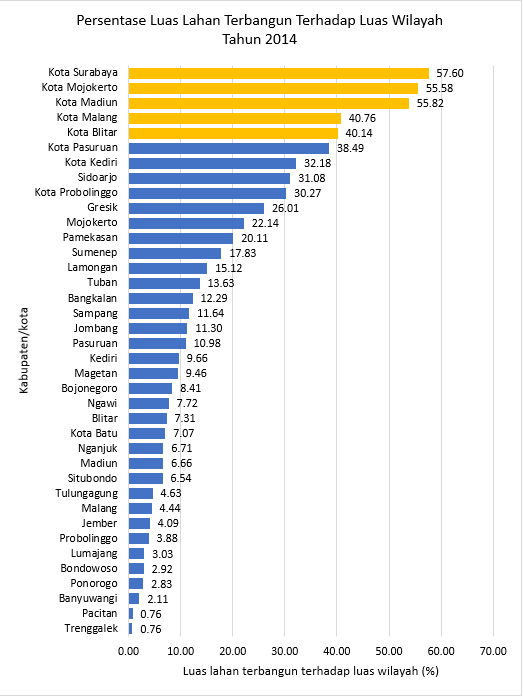 Persentase Luas Lahan Terbangun Terhadap Luas Wilayah
Tahun 2014
Kabupaten/kota
Kota Surabaya 57.60
Kota Mojokerto 55.58
Kota Madiun 55.82
Kota Malang 40.76
Kota Blitar 40.14
Kota Pasuruan 38.49
Kota Kediri 32.18
Sidoarjo 31.08
Kota Probolinggo 30.27
Gresik 26.01
Mojokerto 22.14
Pamekasan 20.11
Sumenep 17.83
Lamongan 15.12
Tuban 13.63
Bangkalan 12.29
Sampang 11.64
Jombang 11.30
Pasuruan 10.98
Kediri 9.66
Magetan 9.46
Bojonegoro 8.41
Ngawi 7.72
Blitar 7.31
Kota Batu 7.07
Nganjuk 6.71
Madiun 6.66
Situbondo 6.54
Tulungagung 4.63
Malang 4.44
Jember 4.09
Probolinggo 3.88
Lumajang 3.03
Bondowoso 2.92
Ponorogo 2.83
Banyuwangi 2.11
Pacitan 0.76
Trenggalek 0.76
0.00 10.00 20.00 30.00 40.00 50.00 60.00 70.00
Luas lahan terbangun terhadap luas wilayah (%)